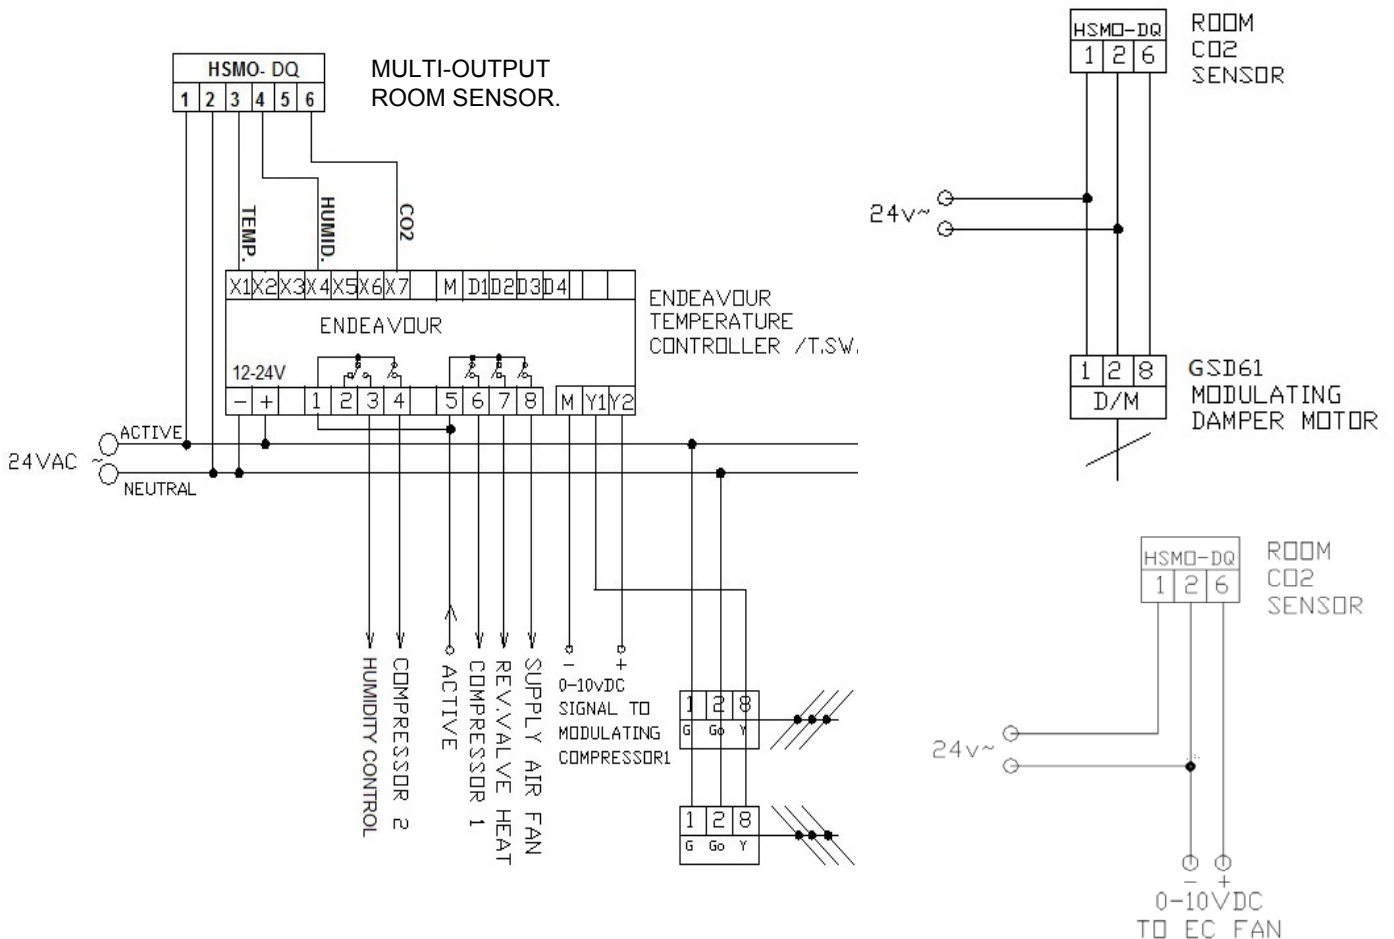 HSMO- DQ
1 2 3 4 5 6
MULTI-OUTPUT
ROOM SENSOR.
TEMP.
HUMID.
CO2
X1 X2 X3 X4 X5 X6 X7 M D1 D2 D3 D4
ENDEAVOUR
12-24V
- + 1 2 3 4 5 6 7 8 M Y1 Y2
ENDEAVOUR
TEMPERATURE
CONTROLLER /T.SW.
24VAC ~
ACTIVE
NEUTRAL
HUMIDITY CONTROL
COMPRESSOR 2
ACTIVE
COMPRESSOR 1
REV.VALVE HEAT
SUPPLY AIR FAN
- +
0-10vDC
SIGNAL TO
MODULATING
COMPRESSOR1
1 2 8
G Go Y
1 2 8
G Go Y
HSMO-DQ
1 2 6
ROOM
CO2
SENSOR
24v~
1 2 8
D/M
GSD61
MODULATING
DAMPER MOTOR
HSMO-DQ
1 2 6
ROOM
CO2
SENSOR
24v~
- +
0-10VDC
TO EC FAN